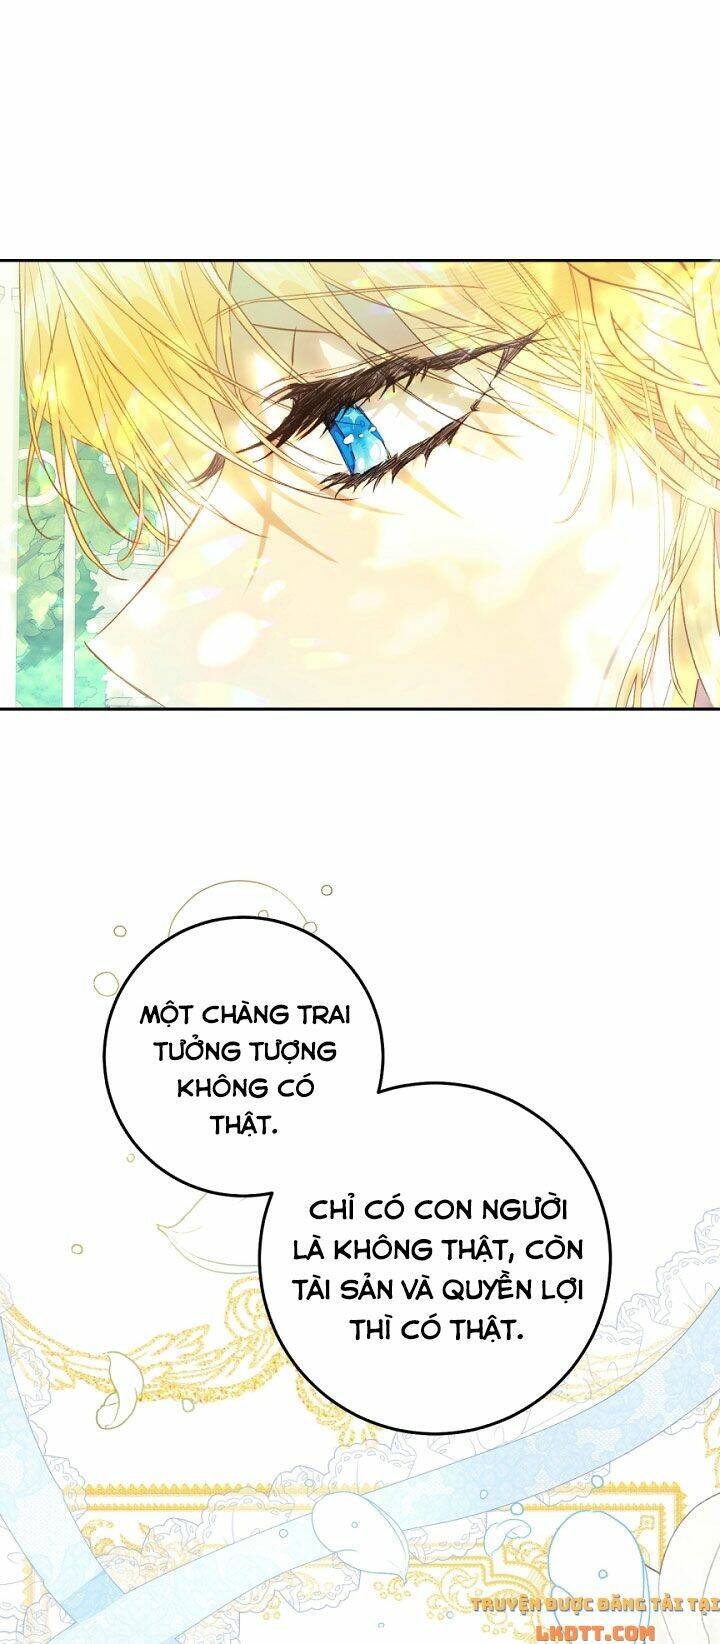 MỘT CHÀNG TRAI
TƯỞNG TƯỢNG
KHÔNG CÓ
THẬT.
CHỈ CÓ CON NGƯỜI
LÀ KHÔNG THẬT, CÒN
TÀI SẢN VÀ QUYỀN LỢI
THÌ CÓ THẬT.
TRUYỆN ĐƯỢC ĐĂNG TẢI TẠI
LKDTT.COM